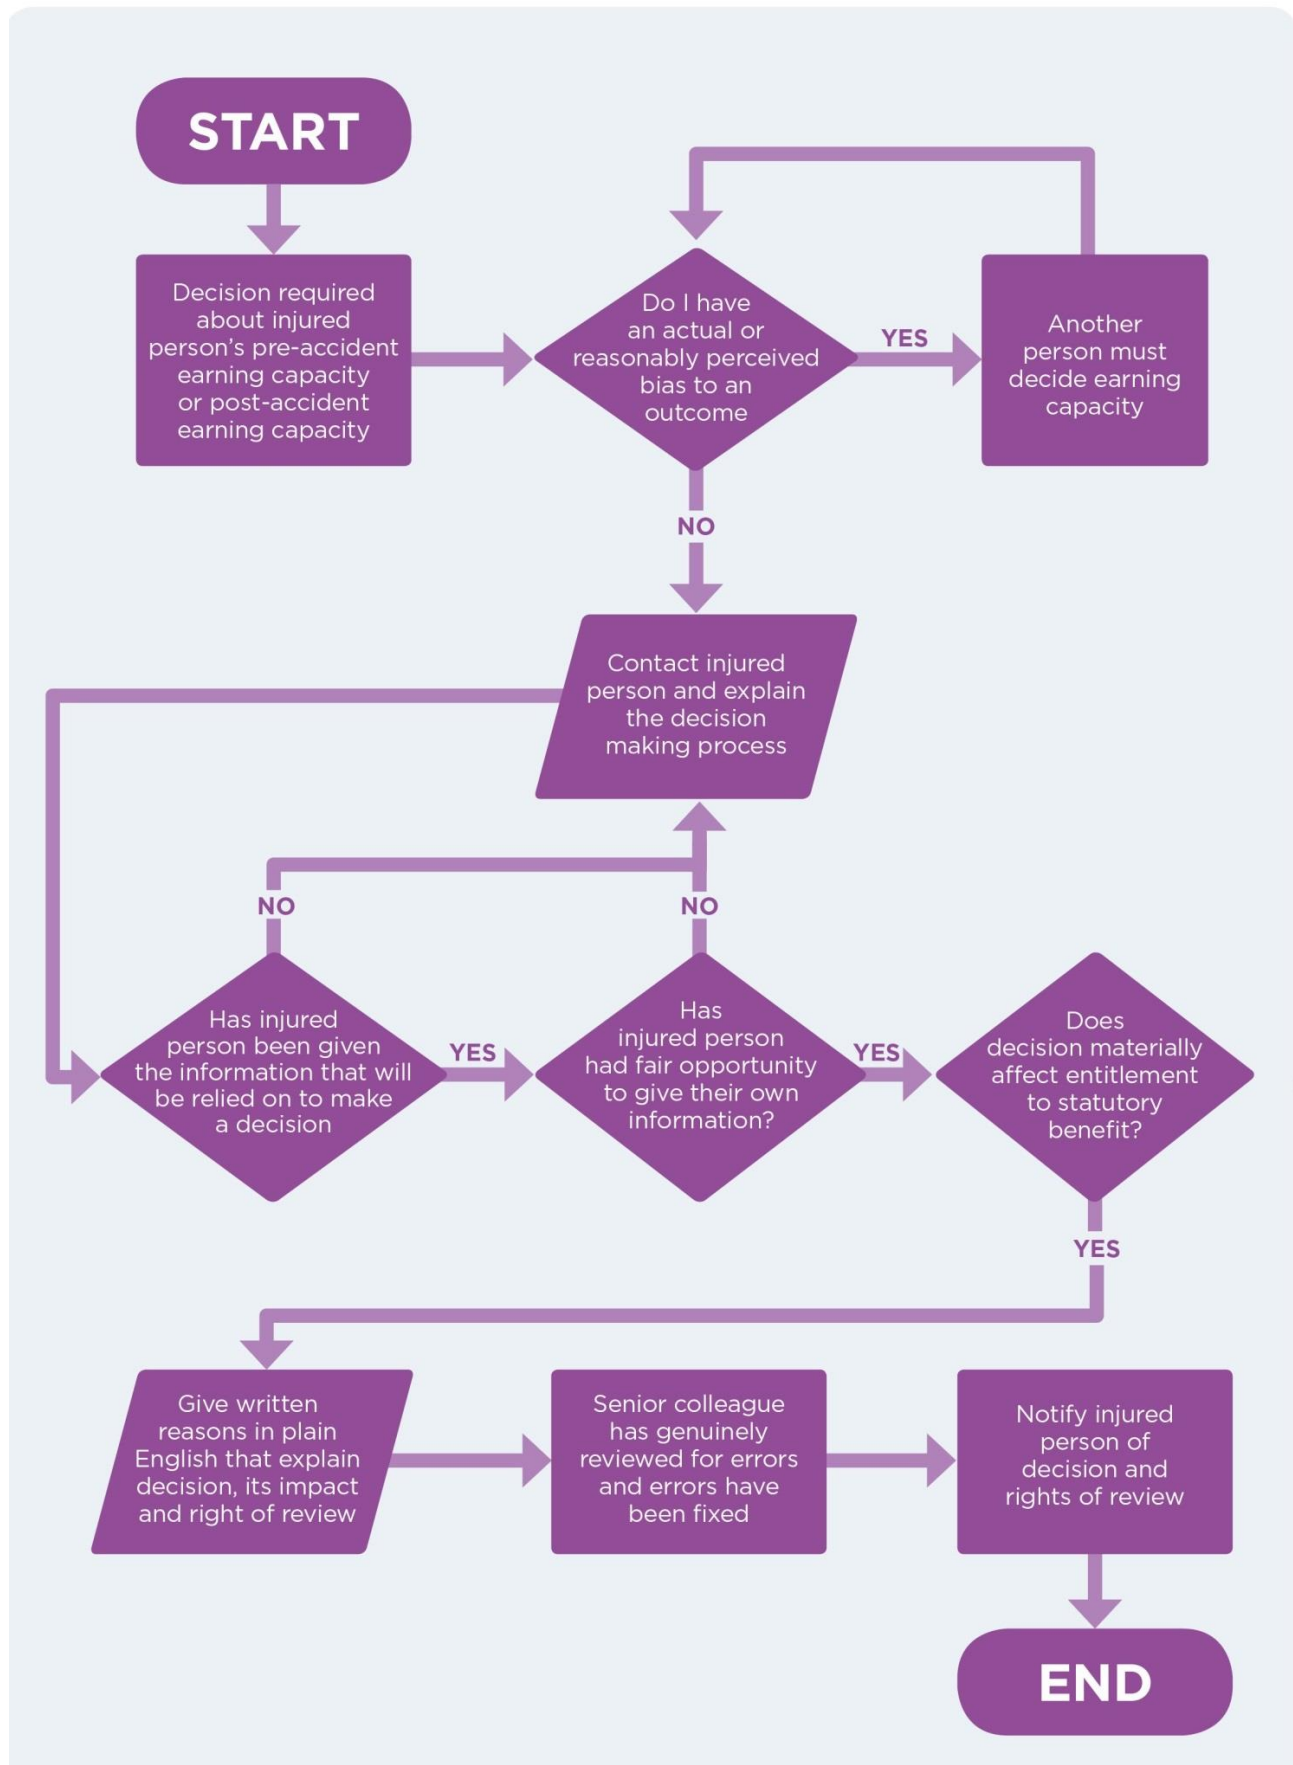 START
Decision required
about injured
person's pre-accident
earning capacity
or post-accident
earning capacity
Do I have
an actual or
reasonably perceived
bias to an
outcome
YES
Another
person must
decide earning
capacity
NO
Contact injured
person and explain
the decision
making process
NO
NO
Has injured
person been given
the information that will
be relied on to make
a decision
YES
Has
injured person
had fair opportunity
to give their own
information?
YES
Does
decision materially
affect entitlement
to statutory
benefit?
YES
Give written
reasons in plain
English that explain
decision, its impact
and right of review
Senior colleague
has genuinely
reviewed for errors
and errors have
been fixed
Notify injured
person of
decision and
rights of review
END